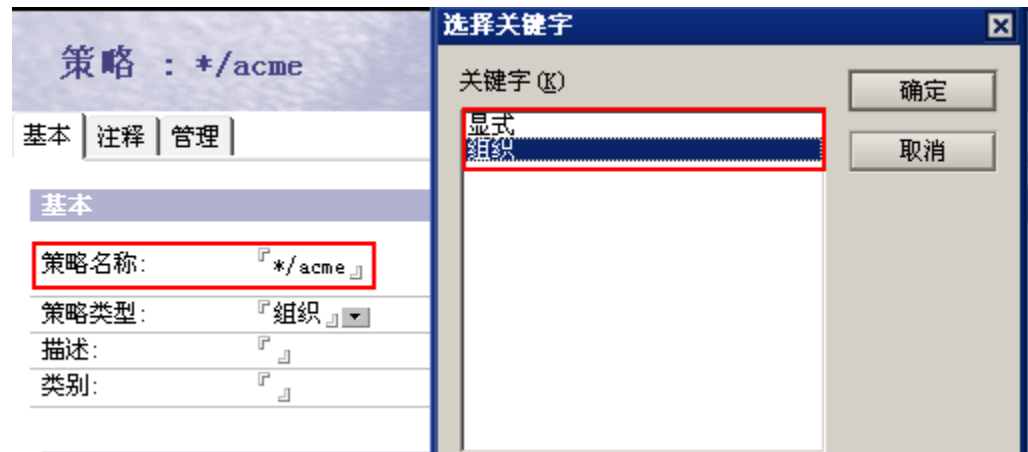 策略 : */acme
基本 注释 管理
基本
策略名称: 『*/acme』
策略类型: 『组织』
描述: 『』
类别: 『』
选择关键字
关键字(K)
显式
组织
确定
取消